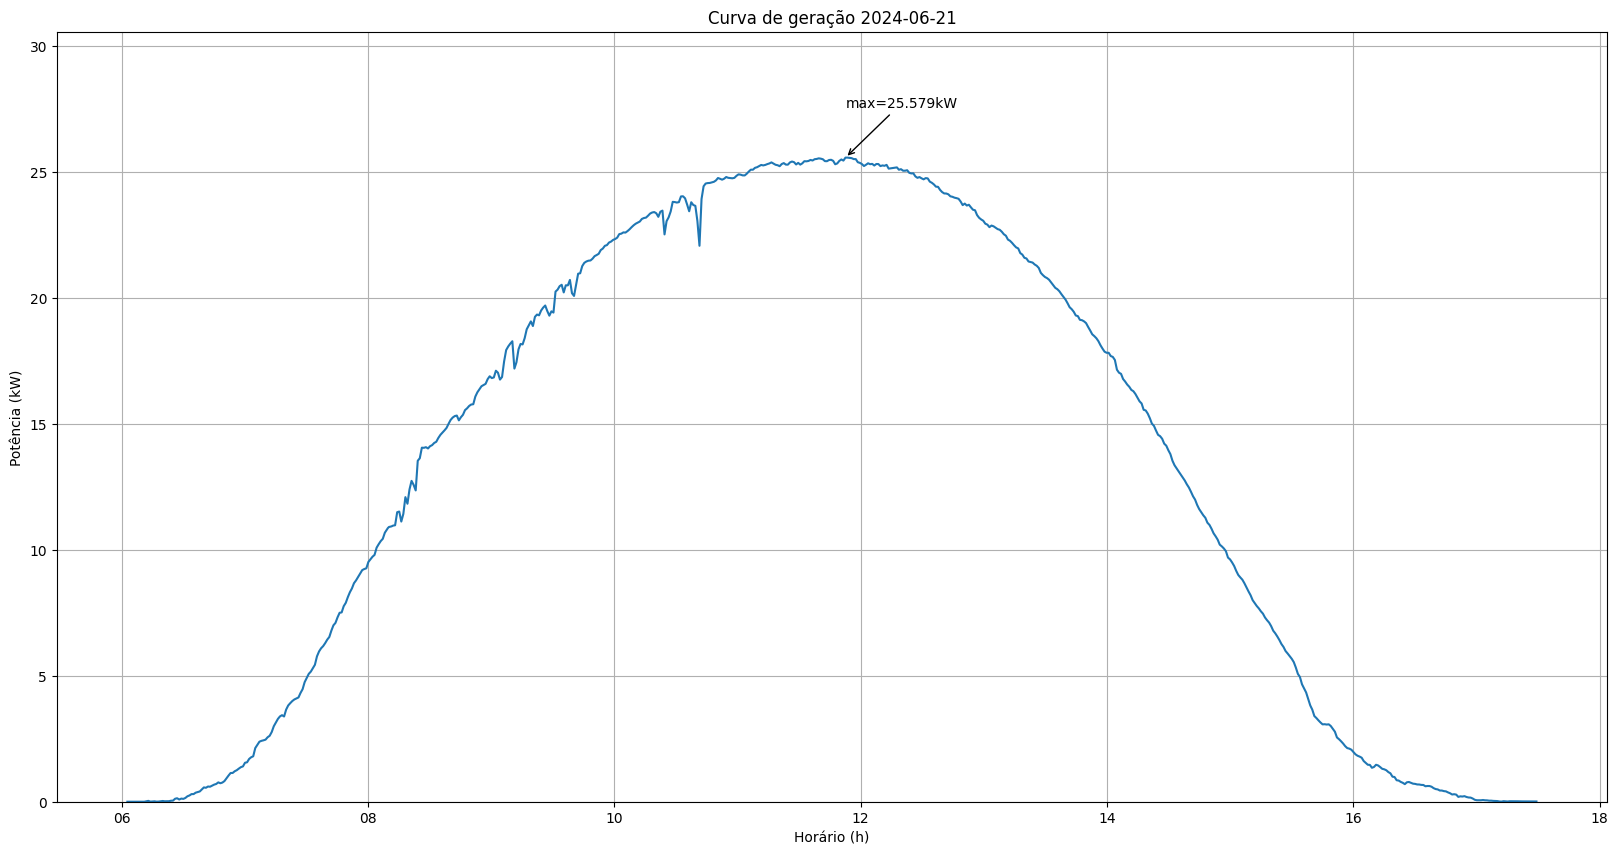 Curva de geração 2024-06-21
30
max=25.579kW
25
20
15
10
5
0
Potência (kW)
06 08 10 12 14 16 18
Horário (h)